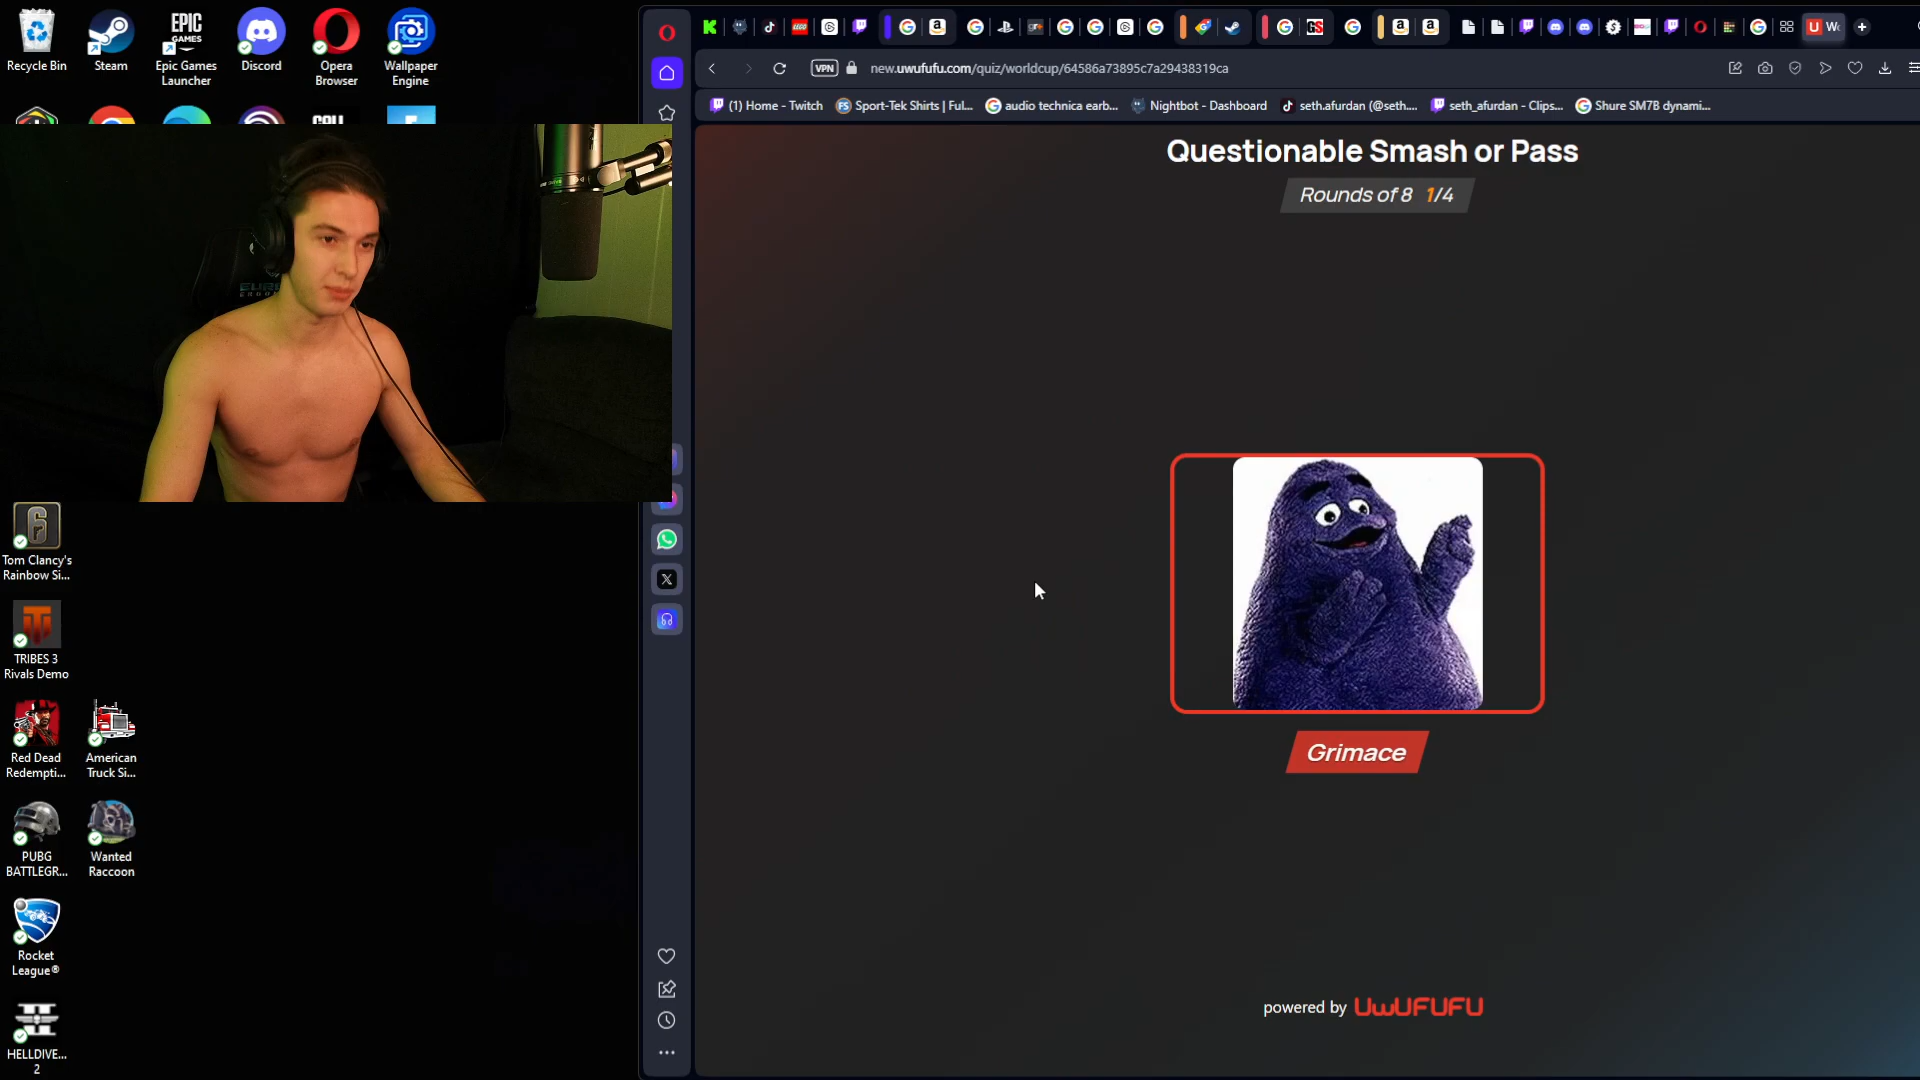 Recycle Bin
Steam
Epic Games
Launcher
Discord
Opera
Browser
Wallpaper
Engine
EPIC
GAMES
new.uwufufu.com/quiz/worldcup/64586a73895c7a29438319ca
VPN
(1) Home - Twitch
Sport-Tek Shirts | Ful...
audio technica earb...
Nightbot - Dashboard
seth.afurdan (@seth....
seth_afurdan - Clips...
Shure SM7B dynami...
Questionable Smash or Pass
Rounds of 8 1/4
Grimace
powered by UwUFUFU
Tom Clancy's
Rainbow Si...
TRIBES 3
Rivals Demo
Red Dead
Redempti...
American
Truck Si...
PUBG
BATTLEGR...
Wanted
Raccoon
Rocket
League®
HELLDIVE...
2